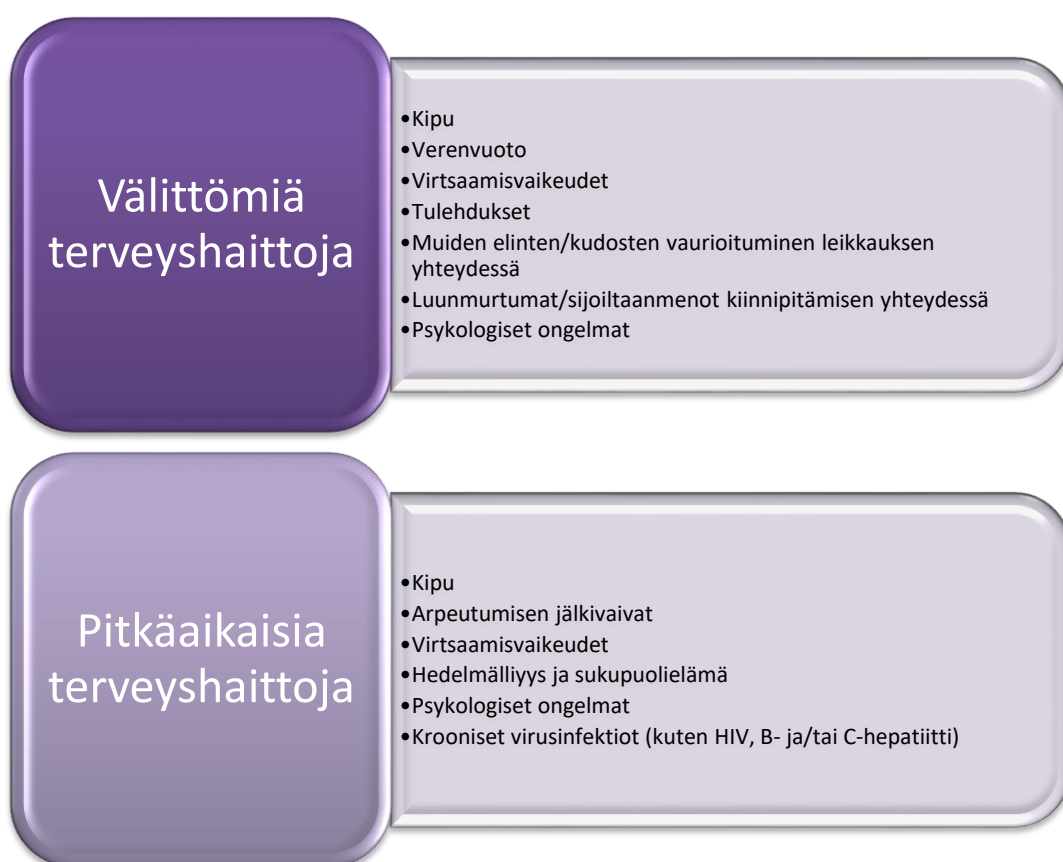 Välittömiä
terveyshaittoja
•Kipu
•Verenvuoto
•Virtsaamisvaikeudet
•Tulehdukset
•Muiden elinten/kudosten vaurioituminen leikkauksen
yhteydessä
•Luunmurtumat/sijoiltaanmenot kiinnipitämisen yhteydessä
•Psykologiset ongelmat
Pitkäaikaisia
terveyshaittoja
•Kipu
•Arpeutumisen jälkivaivat
•Virtsaamisvaikeudet
•Hedelmälliyys ja sukupuolielämä
•Psykologiset ongelmat
•Krooniset virusinfektiot (kuten HIV, B- ja/tai C-hepatiitti)